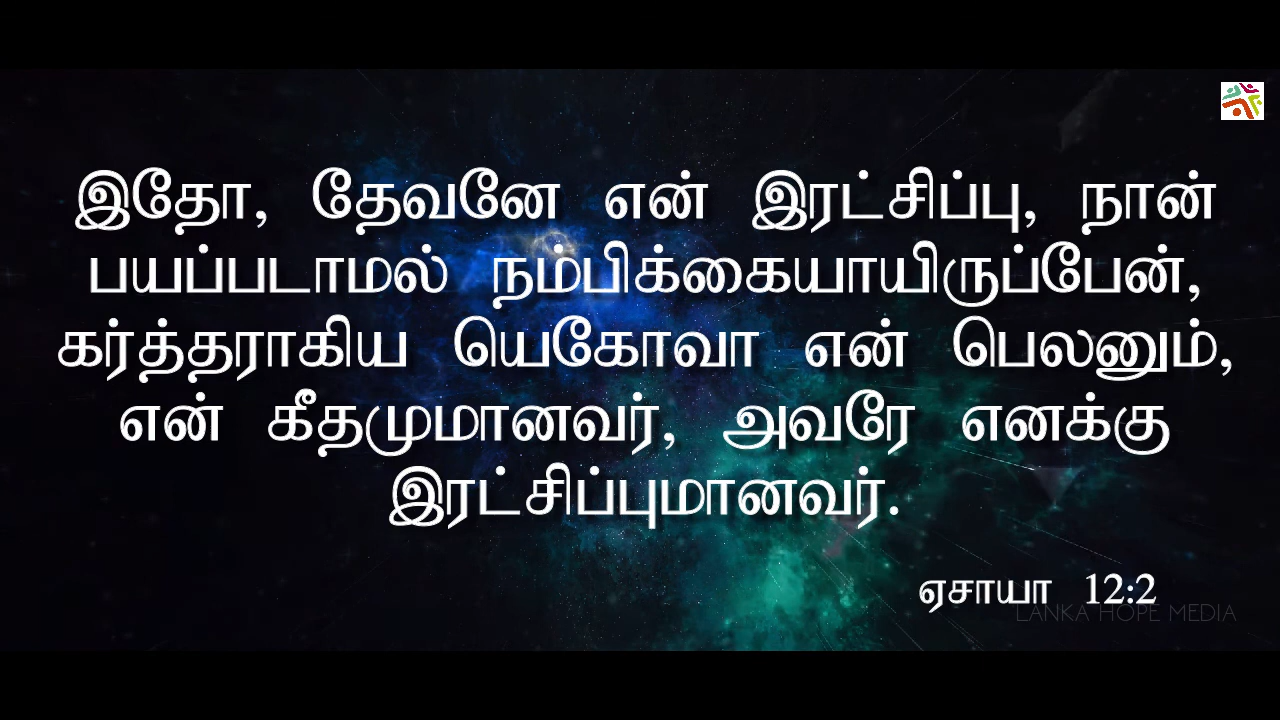 இதோ, தேவனே என் இரட்சிப்பு, நான்
பயப்படாமல் நம்பிக்கையாயிருப்பேன்,
கர்த்தராகிய யெகோவா என் பெலனும்,
என் கீதமுமானவர், அவரே எனக்கு
இரட்சிப்புமானவர்.
ஏசாயா 12:2
LANKA HOPE MEDIA